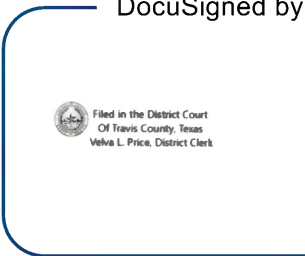 DocuSigned by
Filed in the District Court
Of Travis County, Texas
Velva L. Price, District Clerk